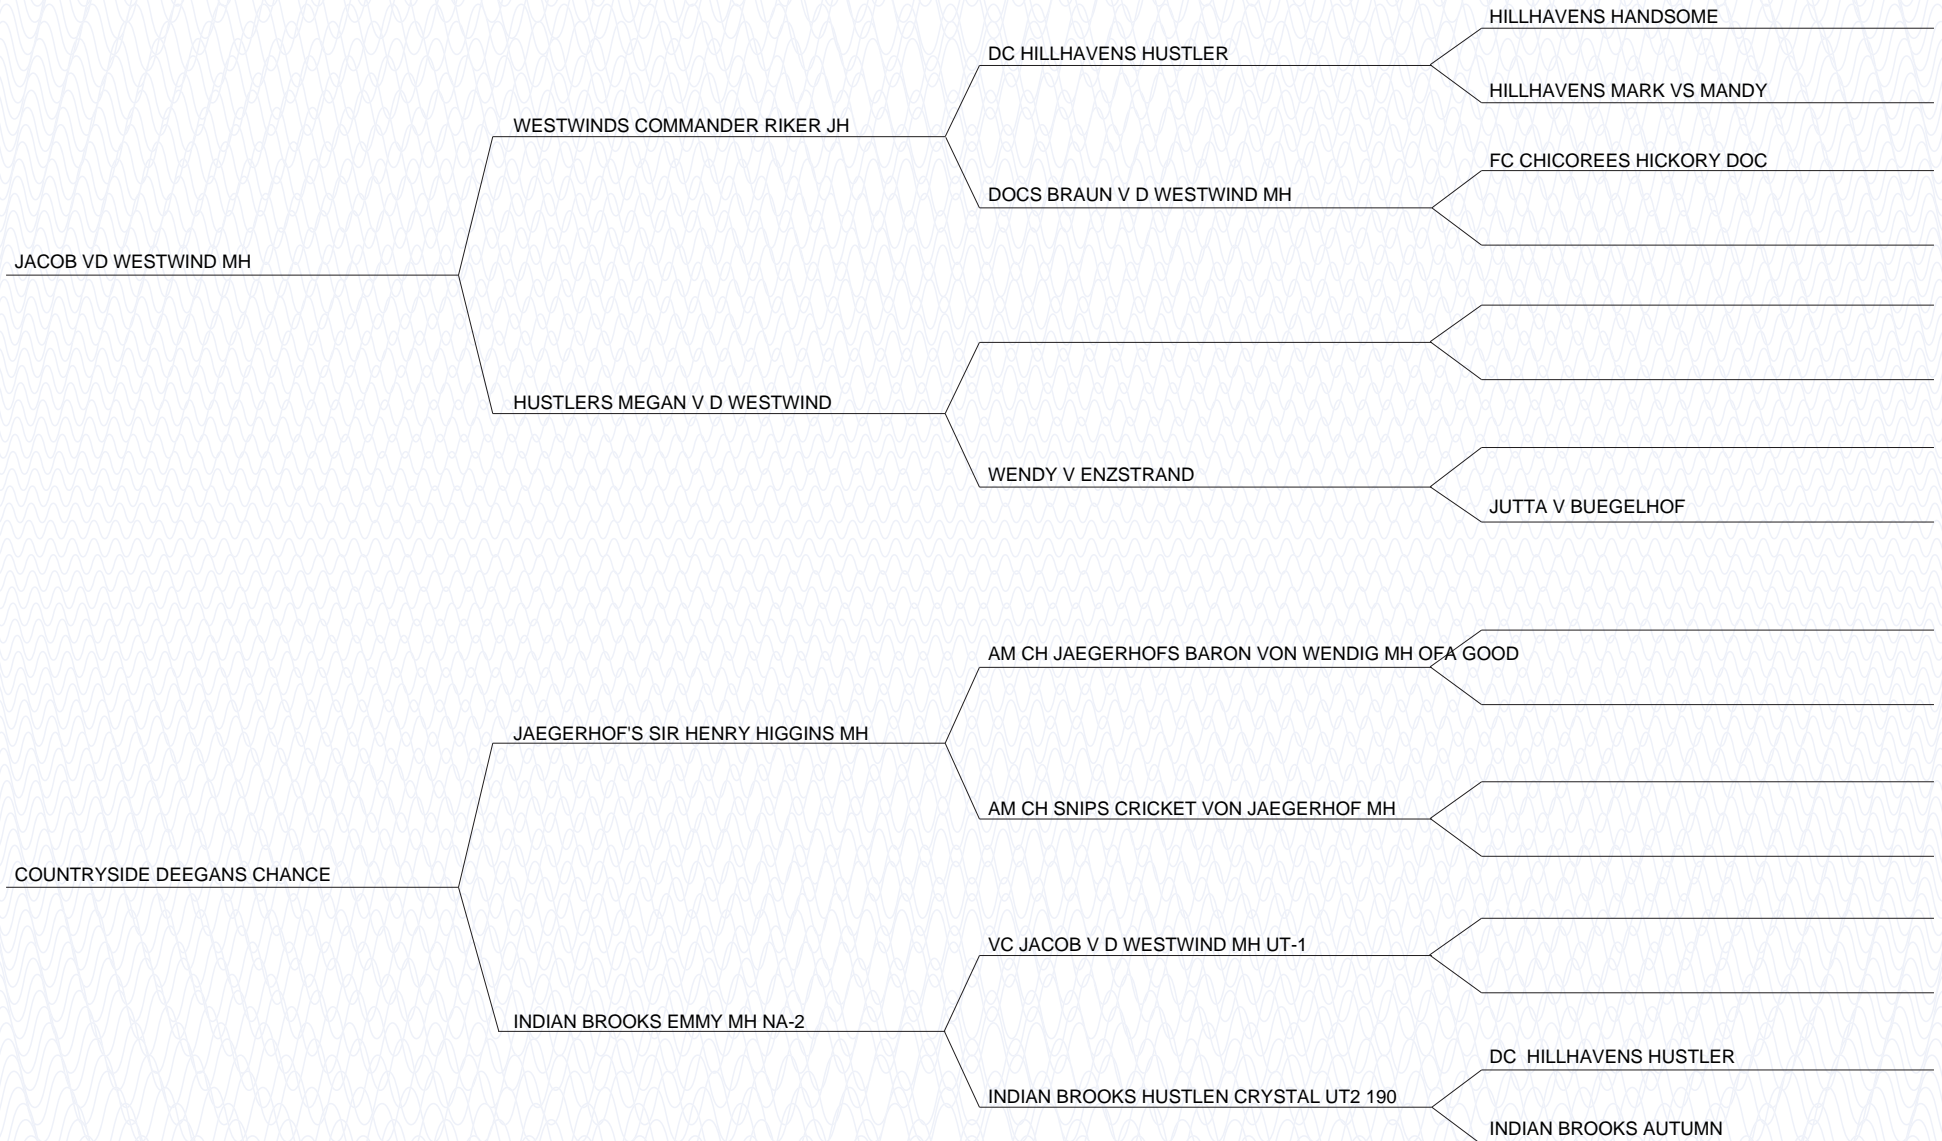 HILLHAVENS HANDSOME
DC HILLHAVENS HUSTLER
HILLHAVENS MARK VS MANDY
WESTWINDS COMMANDER RIKER JH
FC CHICOREES HICKORY DOC
DOCS BRAUN V D WESTWIND MH
JACOB VD WESTWIND MH
HUSTLERS MEGAN V D WESTWIND
WENDY V ENZSTRAND
JUTTA V BUEGELHOF
AM CH JAEGERHOFS BARON VON WENDIG MH OFA GOOD
JAEGERHOF'S SIR HENRY HIGGINS MH
AM CH SNIPS CRICKET VON JAEGERHOF MH
COUNTRYSIDE DEEGANS CHANCE
VC JACOB V D WESTWIND MH UT-1
INDIAN BROOKS EMMY MH NA-2
DC  HILLHAVENS HUSTLER
INDIAN BROOKS HUSTLEN CRYSTAL UT2 190
INDIAN BROOKS AUTUMN